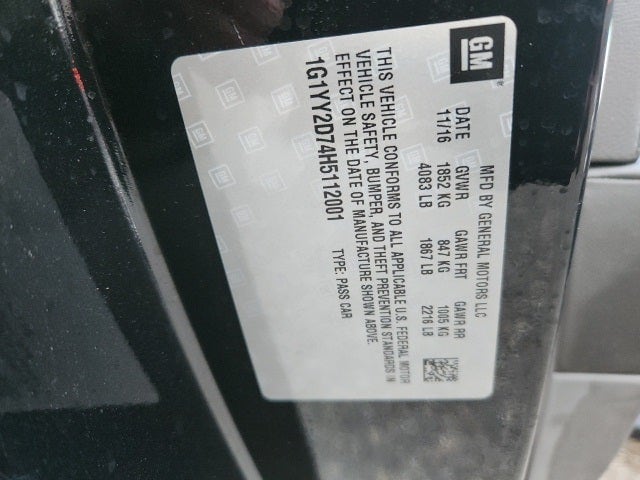 GM
MFD BY GENERAL MOTORS LLC
DATE GVWR GAWR FRT GAWR RR
11/16 1852 KG 847 KG 1005 KG
4083 LB 1867 LB 2216 LB
THIS VEHICLE CONFORMS TO ALL APPLICABLE U.S. FEDERAL MOTOR
VEHICLE SAFETY, BUMPER, AND THEFT PREVENTION STANDARDS IN
EFFECT ON THE DATE OF MANUFACTURE SHOWN ABOVE.
1G1YY2D74H5112001 TYPE: PASS CAR